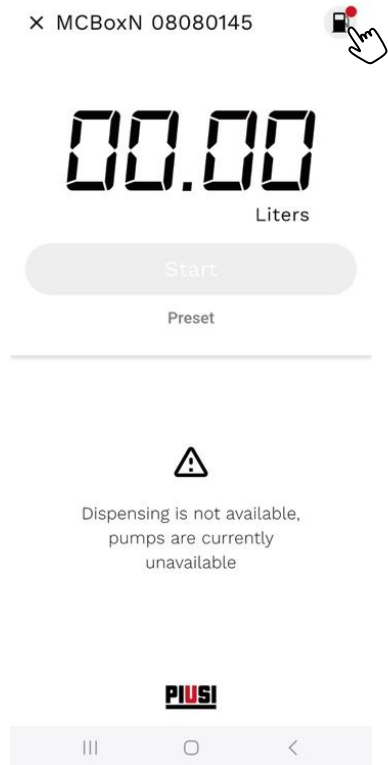 × MCBoxN 08080145
00.00
Liters
Start
Preset
Dispensing is not available,
pumps are currently
unavailable
PIUSI